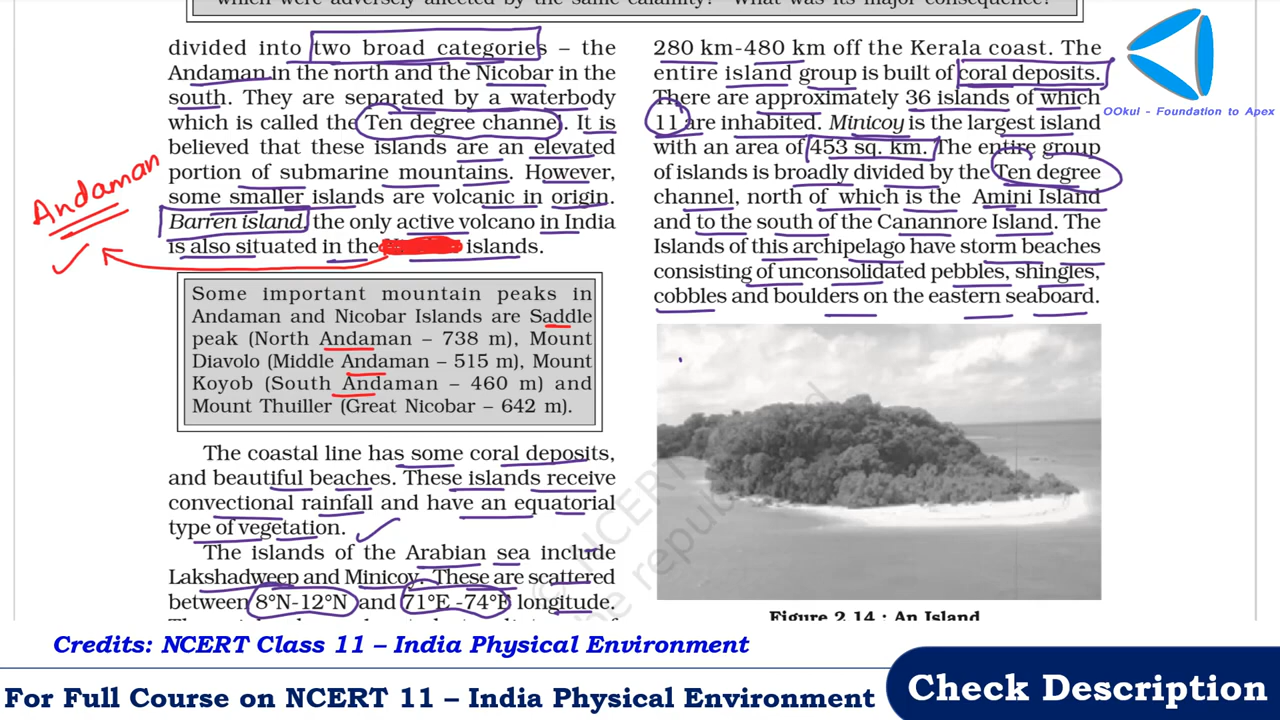 which were adversely affected by the same calamity? What was its major consequence?
divided into two broad categories – the
Andaman in the north and the Nicobar in the
south. They are separated by a waterbody
which is called the Ten degree channel. It is
believed that these islands are an elevated
portion of submarine mountains. However,
some smaller islands are volcanic in origin.
Barren island, the only active volcano in India
is also situated in the islands.
Andaman
Some important mountain peaks in
Andaman and Nicobar Islands are Saddle
peak (North Andaman – 738 m), Mount
Diavolo (Middle Andaman – 515 m), Mount
Koyob (South Andaman – 460 m) and
Mount Thuiller (Great Nicobar – 642 m).
The coastal line has some coral deposits,
and beautiful beaches. These islands receive
convectional rainfall and have an equatorial
type of vegetation.
The islands of the Arabian sea include
Lakshadweep and Minicoy. These are scattered
between 8°N-12°N and 71°E -74°E longitude.
280 km-480 km off the Kerala coast. The
entire island group is built of coral deposits.
There are approximately 36 islands of which
11 are inhabited. Minicoy is the largest island
with an area of 453 sq. km. The entire group
of islands is broadly divided by the Ten degree
channel, north of which is the Amini Island
and to the south of the Canannore Island. The
Islands of this archipelago have storm beaches
consisting of unconsolidated pebbles, shingles,
cobbles and boulders on the eastern seaboard.
© NCERT
be republished
Figure 2.14 : An Island
OOkul - Foundation to Apex
Credits: NCERT Class 11 – India Physical Environment
For Full Course on NCERT 11 – India Physical Environment
Check Description